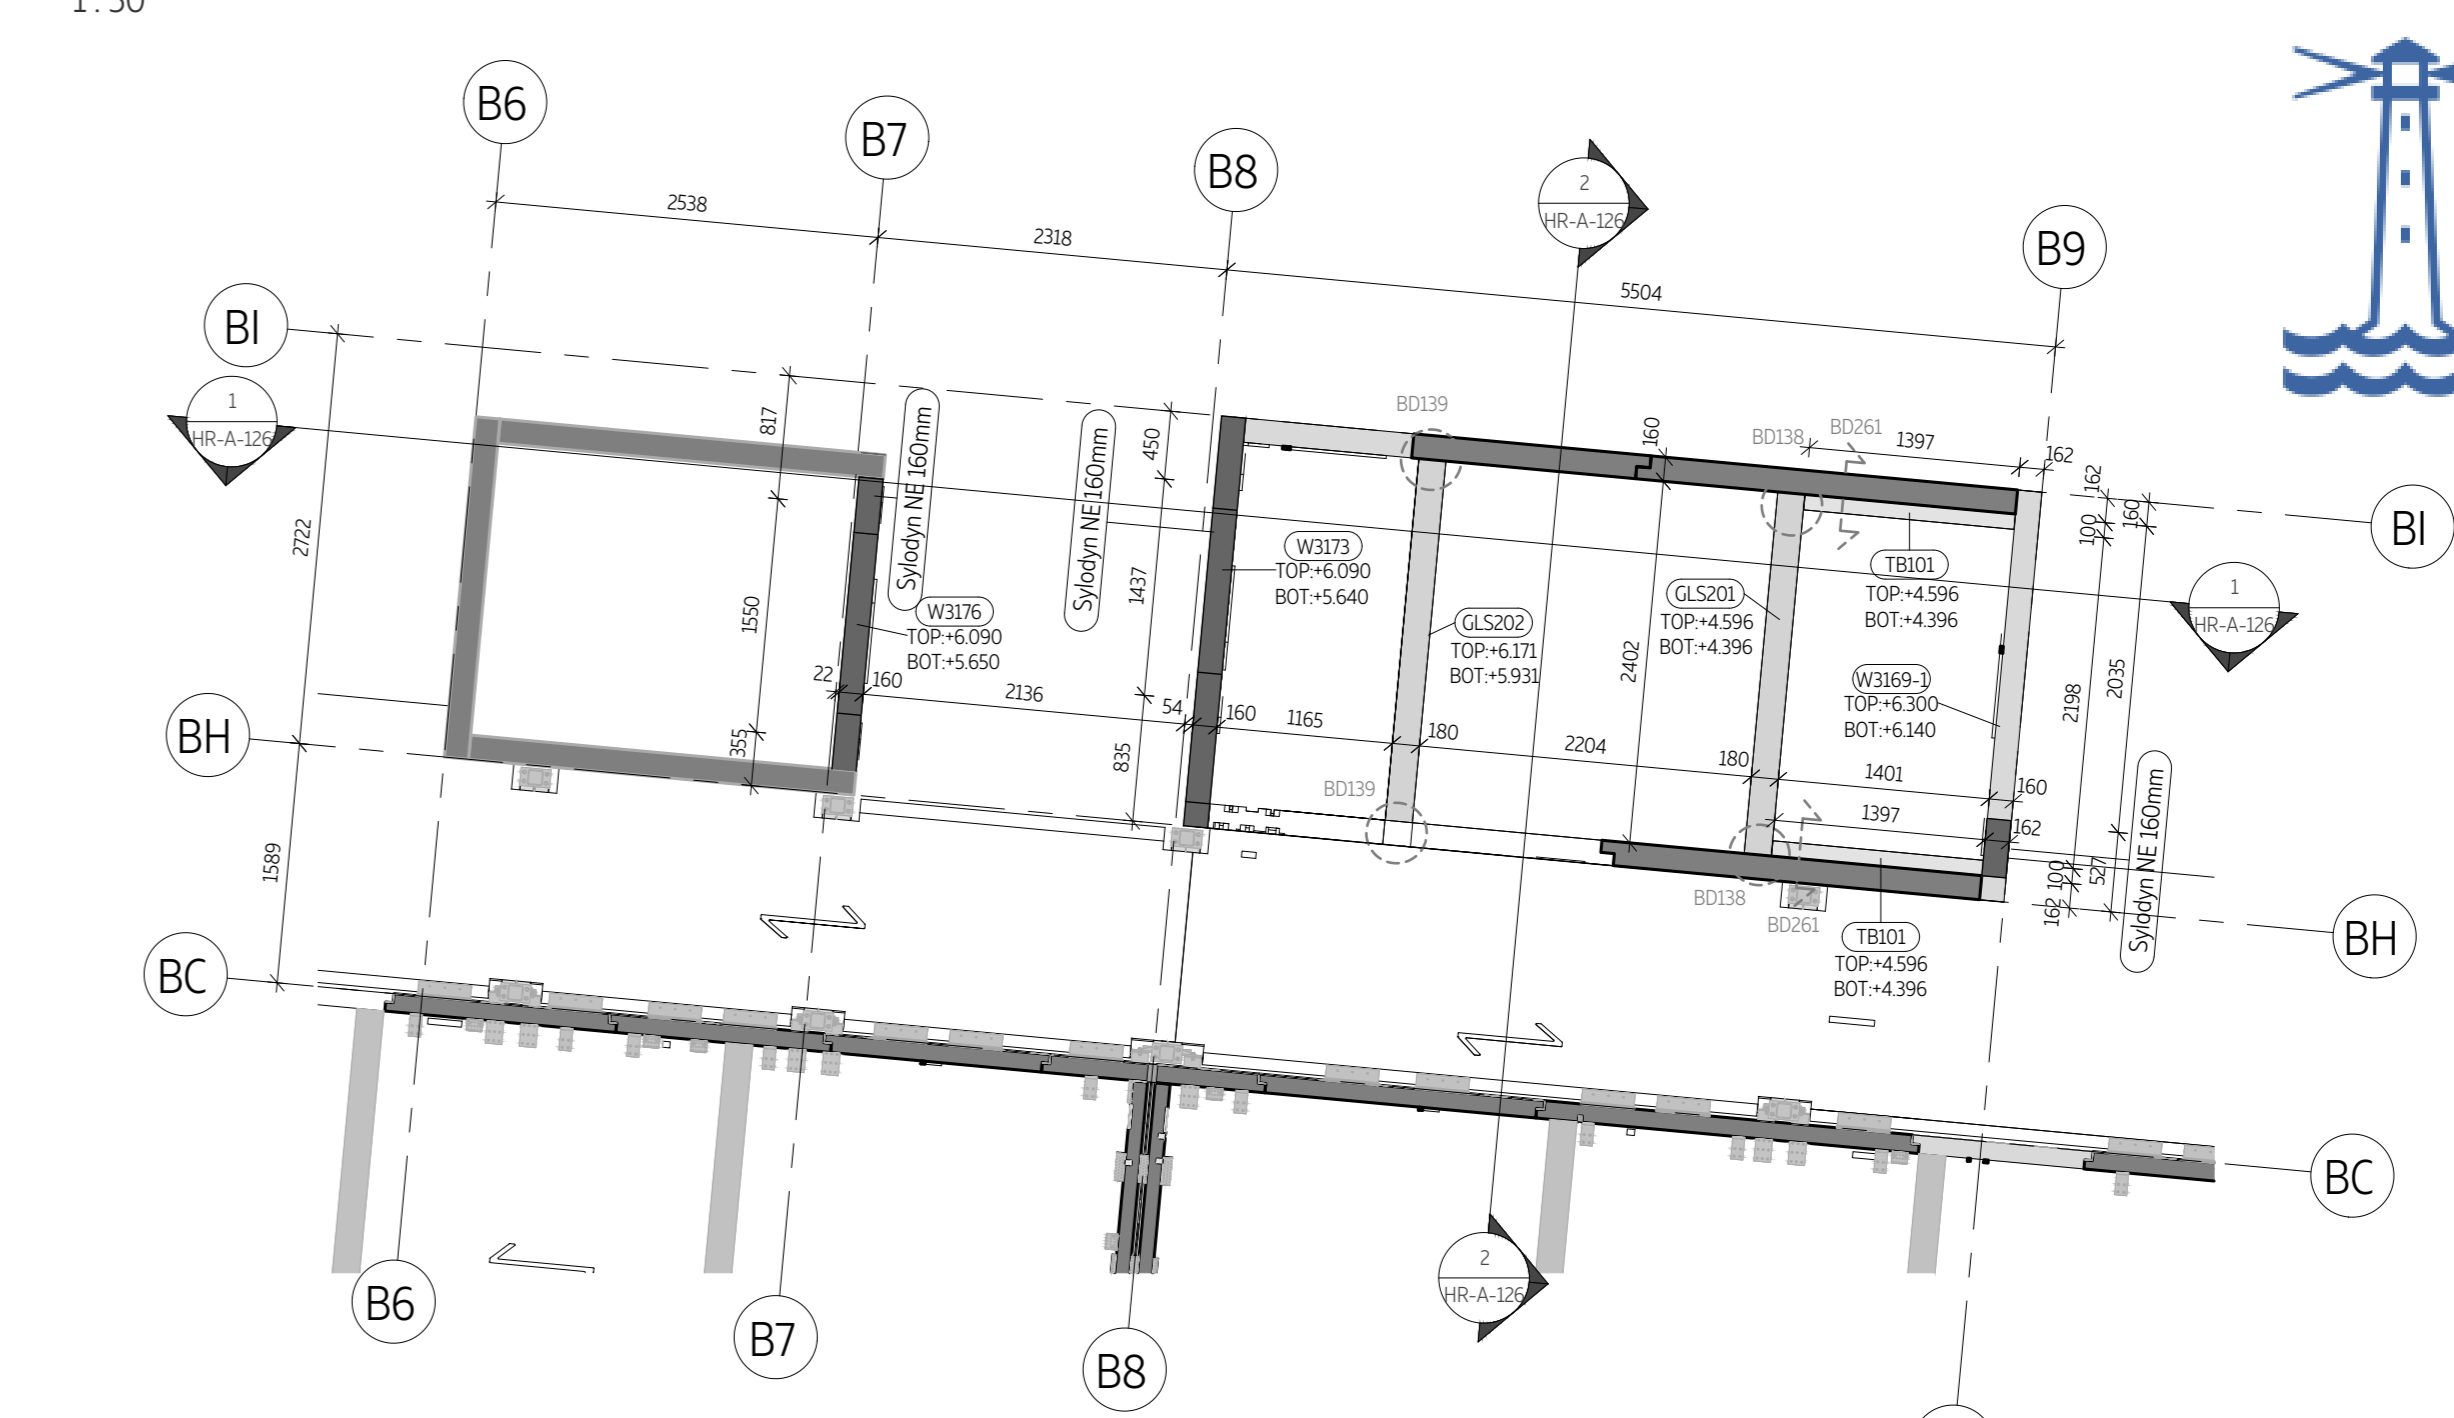 1:50
B6
B7
B8
B9
2538
2318
5504
2
HR-A-126
BI
BI
1
HR-A-126
817
Sylodyn NE 160mm
Sylodyn NE160mm
450
BD139
160
BD138
BD261
1397
162
162
160
100
2722
1550
1437
W3176
TOP:+6.090
BOT:+5.650
W3173
TOP:+6.090
BOT:+5.640
GLS202
TOP:+6.171
BOT:+5.931
2402
GLS201
TOP:+4.596
BOT:+4.396
TB101
TOP:+4.596
BOT:+4.396
W3169-1
TOP:+6.300
BOT:+6.140
1
HR-A-126
2198
2035
BH
22
160
2136
54
160
1165
180
2204
180
1401
160
355
835
BD139
1397
162
1589
100
527
162
Sylodyn NE 160mm
BD138
BD261
TB101
TOP:+4.596
BOT:+4.396
BH
BC
BC
2
HR-A-126
B6
B7
B8